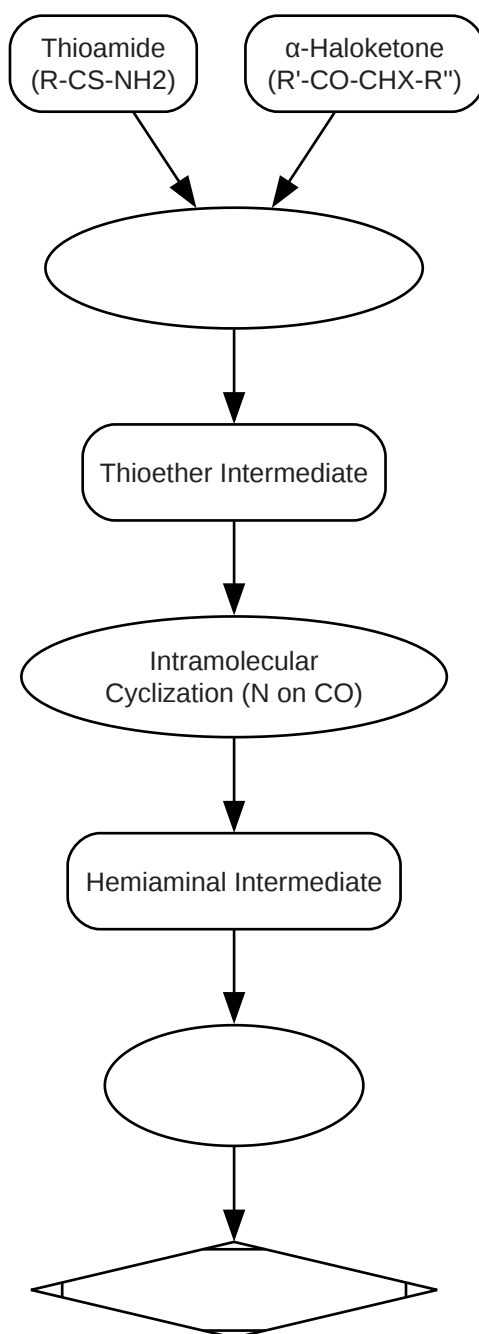 Thioamide
(R-CS-NH2)
α-Haloketone
(R'-CO-CHX-R'')
Thioether Intermediate
Intramolecular
Cyclization (N on CO)
Hemiaminal Intermediate